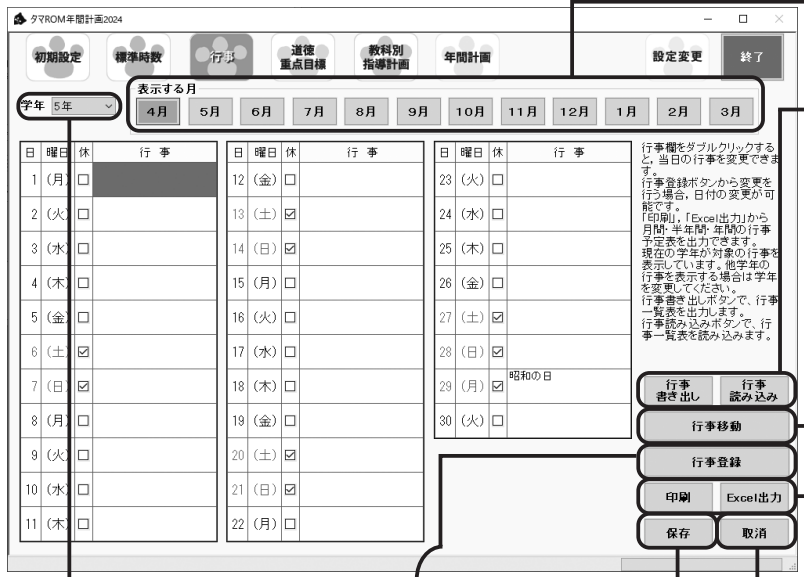 タマROM年間計画2024
初期設定 標準時数 行事 道徳 教科別 年間計画 設定変更 終了
重点目標 指導計画
表示する月
学年 5年 4月 5月 6月 7月 8月 9月 10月 11月 12月 1月 2月 3月
日 曜日 休 行 事 日 曜日 休 行 事 日 曜日 休 行 事
1 (月) 12 (金) 23 (火)
2 (火) 13 (土) 24 (水)
3 (水) 14 (日) 25 (木)
4 (木) 15 (月) 26 (金)
5 (金) 16 (火) 27 (土)
6 (土) 17 (水) 28 (日)
7 (日) 18 (木) 29 (月) 昭和の日
8 (月) 19 (金) 30 (火)
9 (火) 20 (土)
10 (水) 21 (日)
11 (木) 22 (月)
行事欄をダブルクリックする
と，当日の行事を変更できま
す。
行事登録ボタンから変更を
行う場合，日付の変更が可
能です。
「印刷」，「Excel出力」から
月間・半年間・年間の行事
予定表を出力できます。
現在の学年が対象の行事を
表示しています。他学年の
行事を表示する場合は学年
を変更してください。
行事書き出しボタンで、行事
一覧表を出力します。
行事読み込みボタンで、行
事一覧表を読み込みます。
行事 行事
書き出し 読み込み
行事移動
行事登録
印刷 Excel出力
保存 取消